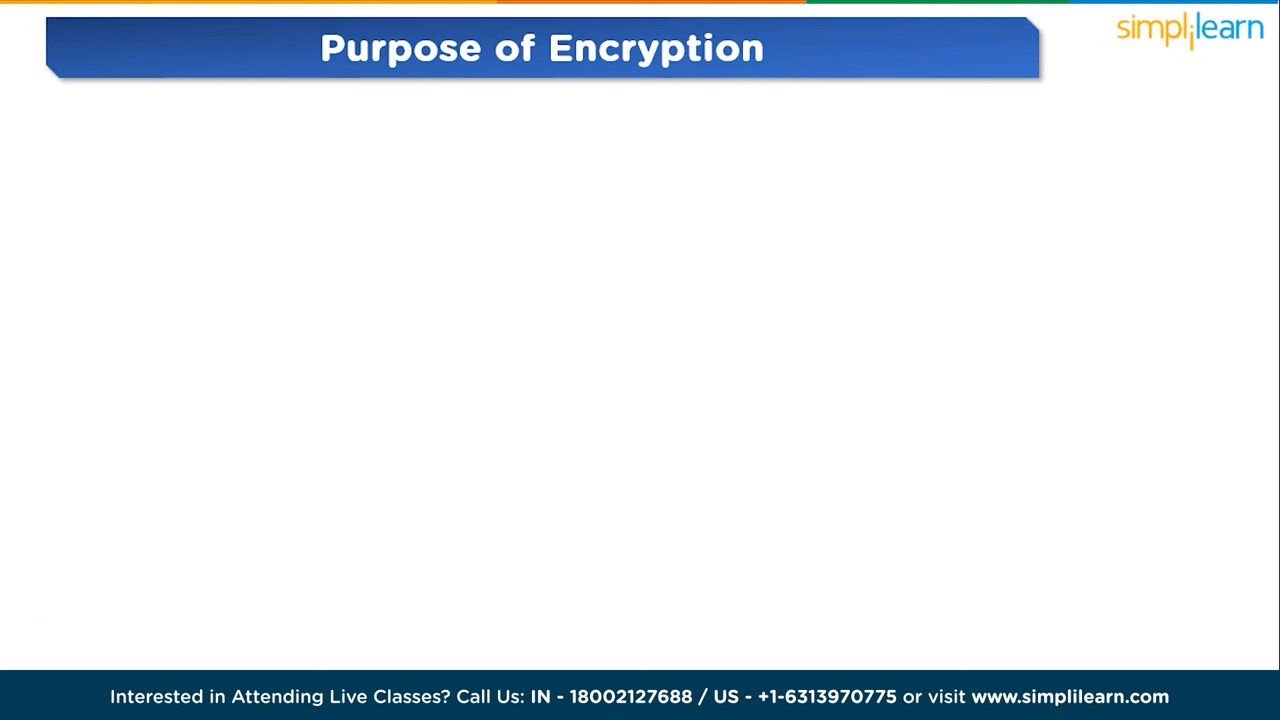 Purpose of Encryption
simplilearn
Interested in Attending Live Classes? Call Us: IN - 18002127688 / US - +1-6313970775 or visit www.simplilearn.com